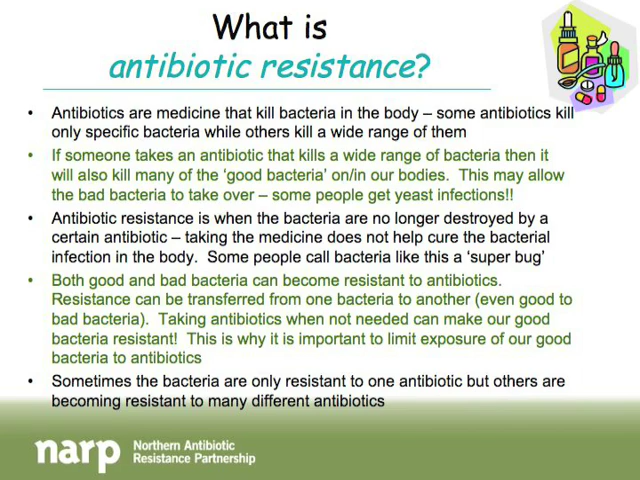 What is
antibiotic resistance?
• Antibiotics are medicine that kill bacteria in the body – some antibiotics kill
only specific bacteria while others kill a wide range of them
• If someone takes an antibiotic that kills a wide range of bacteria then it
will also kill many of the ‘good bacteria’ on/in our bodies. This may allow
the bad bacteria to take over – some people get yeast infections!!
• Antibiotic resistance is when the bacteria are no longer destroyed by a
certain antibiotic – taking the medicine does not help cure the bacterial
infection in the body. Some people call bacteria like this a ‘super bug’
• Both good and bad bacteria can become resistant to antibiotics.
Resistance can be transferred from one bacteria to another (even good to
bad bacteria). Taking antibiotics when not needed can make our good
bacteria resistant! This is why it is important to limit exposure of our good
bacteria to antibiotics
• Sometimes the bacteria are only resistant to one antibiotic but others are
becoming resistant to many different antibiotics
narp
Northern Antibiotic
Resistance Partnership